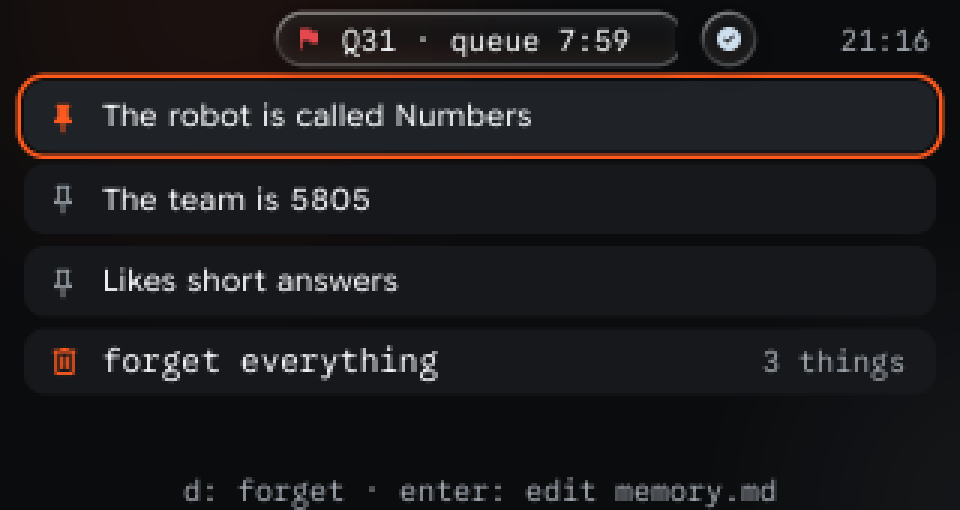 Q31 · queue 7:59
21:16
The robot is called Numbers
The team is 5805
Likes short answers
forget everything 3 things
d: forget · enter: edit memory.md